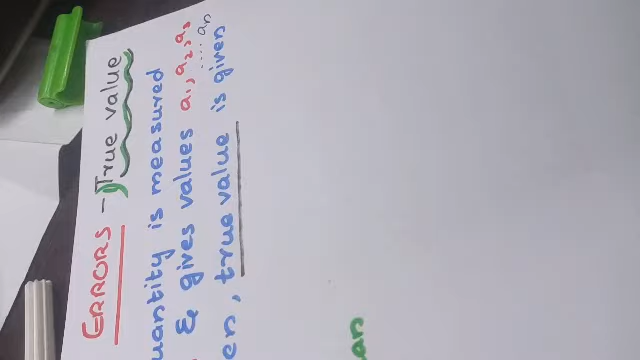 ERRORS - True value
uantity is measured
& gives values a1, a2, a3
.... an
en, true value is given
an